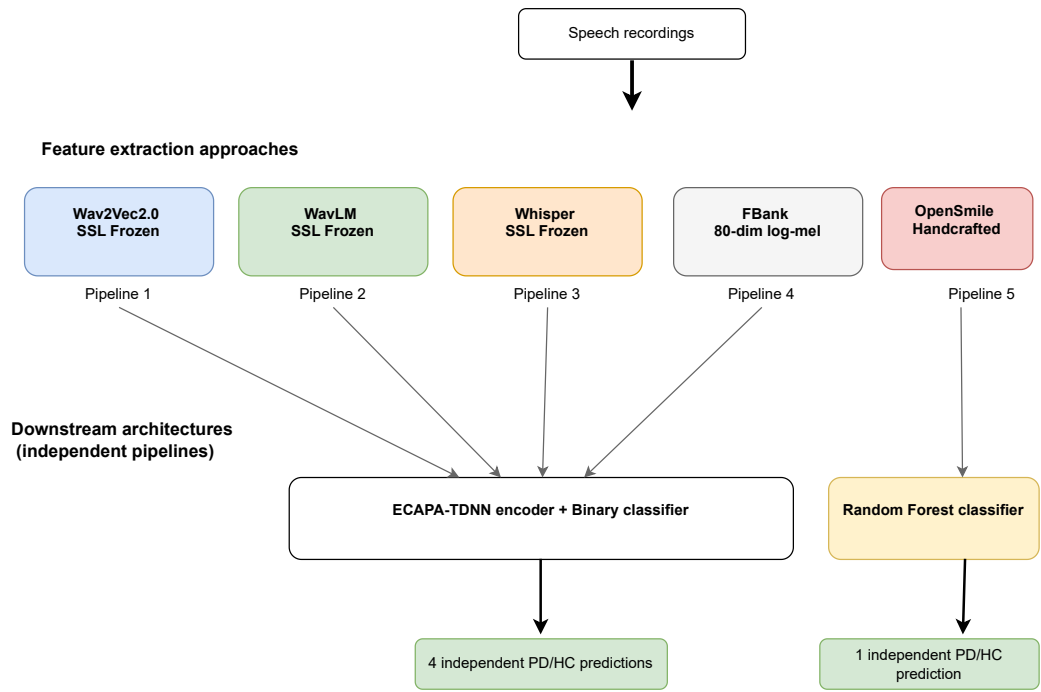 Speech recordings
Feature extraction approaches
Wav2Vec2.0
SSL Frozen
WavLM
SSL Frozen
Whisper
SSL Frozen
FBank
80-dim log-mel
OpenSmile
Handcrafted
Pipeline 1
Pipeline 2
Pipeline 3
Pipeline 4
Pipeline 5
Downstream architectures
(independent pipelines)
ECAPA-TDNN encoder + Binary classifier
Random Forest classifier
4 independent PD/HC predictions
1 independent PD/HC
prediction